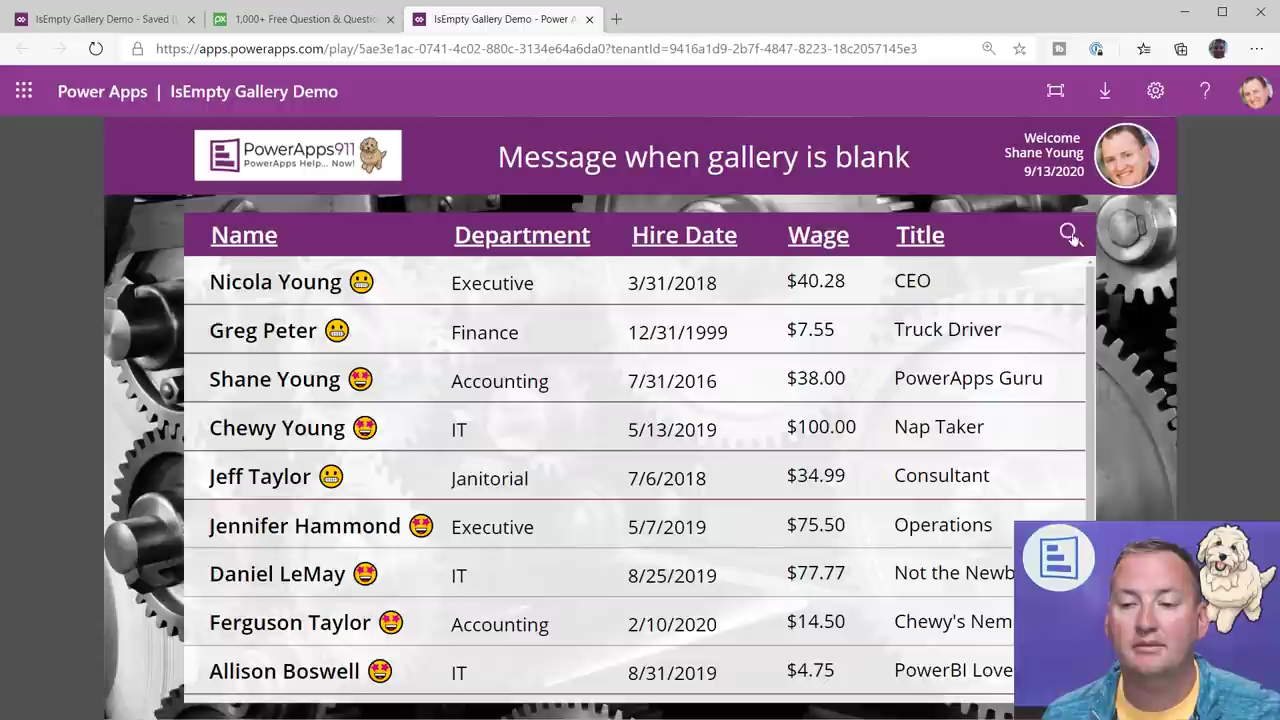 IsEmpty Gallery Demo - Saved (
1,000+ Free Question & Questio
IsEmpty Gallery Demo - Power A
https://apps.powerapps.com/play/5ae3e1ac-0741-4c02-880c-3134e64a6da0?tenantId=9416a1d9-2b7f-4847-8223-18c2057145e3
Power Apps | IsEmpty Gallery Demo
PowerApps911
PowerApps Help... Now!
Message when gallery is blank
Welcome
Shane Young
9/13/2020
Name Department Hire Date Wage Title
Nicola Young 😬 Executive 3/31/2018 $40.28 CEO
Greg Peter 😬 Finance 12/31/1999 $7.55 Truck Driver
Shane Young 🤩 Accounting 7/31/2016 $38.00 PowerApps Guru
Chewy Young 🤩 IT 5/13/2019 $100.00 Nap Taker
Jeff Taylor 😬 Janitorial 7/6/2018 $34.99 Consultant
Jennifer Hammond 🤩 Executive 5/7/2019 $75.50 Operations
Daniel LeMay 🤩 IT 8/25/2019 $77.77 Not the Newb
Ferguson Taylor 🤩 Accounting 2/10/2020 $14.50 Chewy's Nem
Allison Boswell 🤩 IT 8/31/2019 $4.75 PowerBI Love